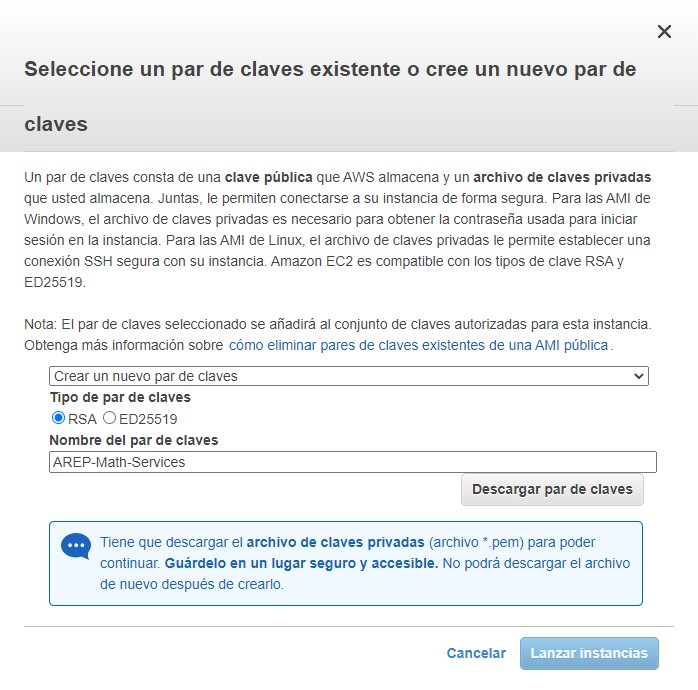 Seleccione un par de claves existente o cree un nuevo par de
claves
Un par de claves consta de una clave pública que AWS almacena y un archivo de claves privadas
que usted almacena. Juntas, le permiten conectarse a su instancia de forma segura. Para las AMI de
Windows, el archivo de claves privadas es necesario para obtener la contraseña usada para iniciar
sesión en la instancia. Para las AMI de Linux, el archivo de claves privadas le permite establecer una
conexión SSH segura con su instancia. Amazon EC2 es compatible con los tipos de clave RSA y
ED25519.
Nota: El par de claves seleccionado se añadirá al conjunto de claves autorizadas para esta instancia.
Obtenga más información sobre cómo eliminar pares de claves existentes de una AMI pública.
Crear un nuevo par de claves
Tipo de par de claves
RSA ED25519
Nombre del par de claves
AREP-Math-Services
Descargar par de claves
Tiene que descargar el archivo de claves privadas (archivo *.pem) para poder
continuar. Guárdelo en un lugar seguro y accesible. No podrá descargar el archivo
de nuevo después de crearlo.
Cancelar Lanzar instancias